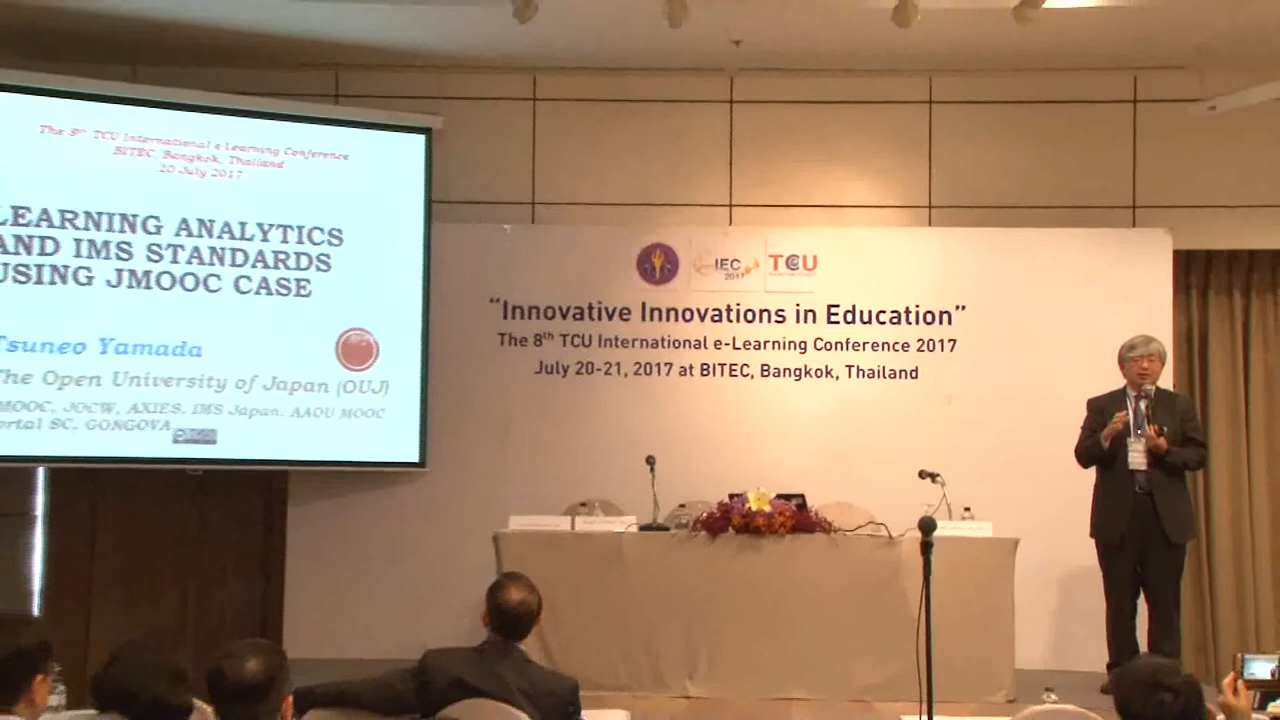 The 8th TCU International e-Learning Conference
BITEC, Bangkok, Thailand
20 July 2017
LEARNING ANALYTICS
AND IMS STANDARDS
USING JMOOC CASE
Tsuneo Yamada
The Open University of Japan (OUJ)
MOOC, JOCW, AXIES, IMS Japan, AAOU MOOC
ortal SC, GONGOVA
IEC
2017
TCU
“Innovative Innovations in Education”
The 8th TCU International e-Learning Conference 2017
July 20-21, 2017 at BITEC, Bangkok, Thailand